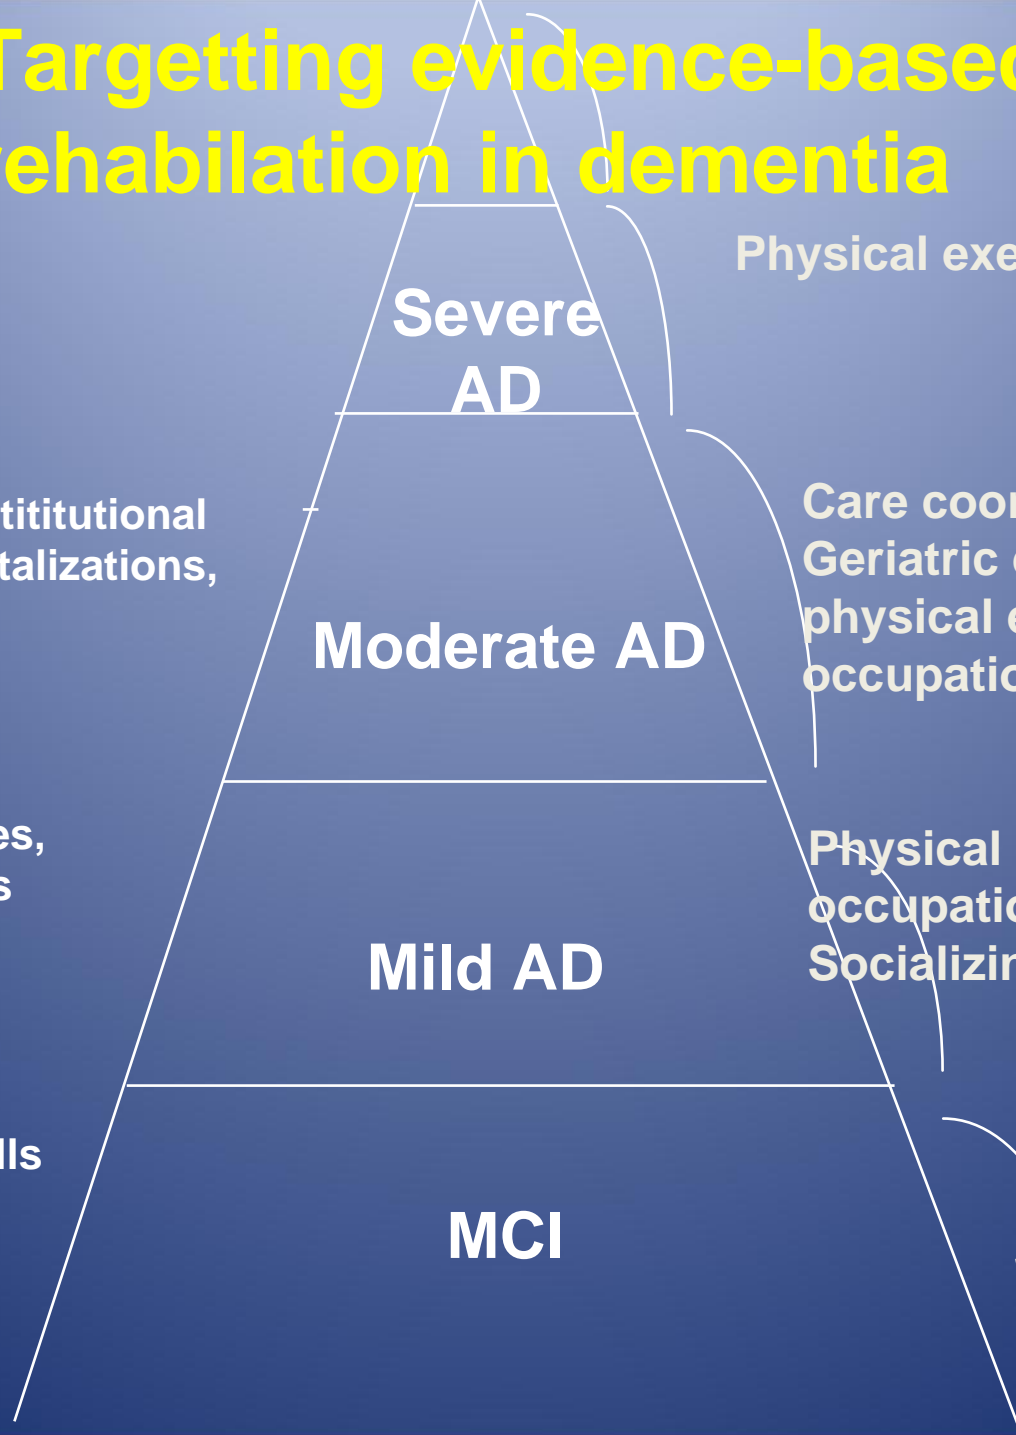 Targetting evidence-based
rehabilation in dementia
Physical exe
Severe
AD
tititutional
talizations,
Care coor
Geriatric
physical e
occupatio
Moderate AD
es,
s
Physical
occupatio
Socializin
Mild AD
lls
MCI